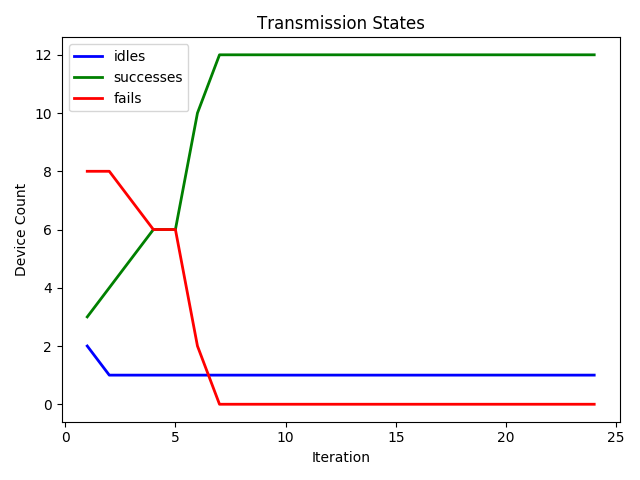 Transmission States
idles
successes
fails
Device Count
12
10
8
6
4
2
0
0 5 10 15 20 25
Iteration